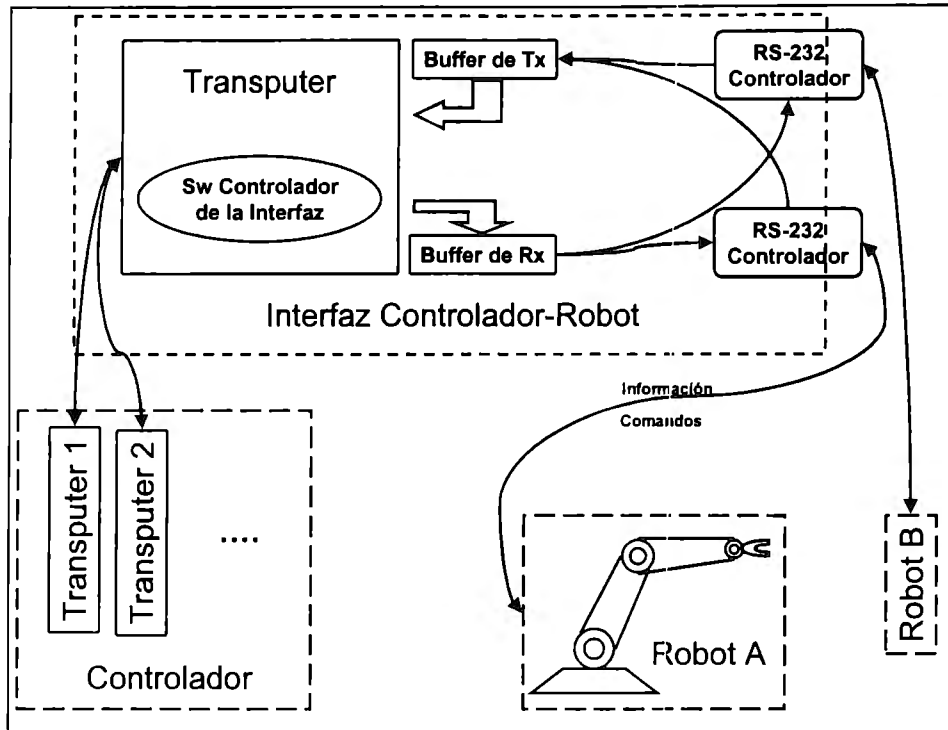 Buffer de Tx
RS-232
Controlador
Transputer
Sw Controlador
de la Interfaz
Buffer de Rx
RS-232
Controlador
Interfaz Controlador-Robot
Información
Comandos
Transputer 1
Transputer 2
....
Controlador
Robot A
Robot B